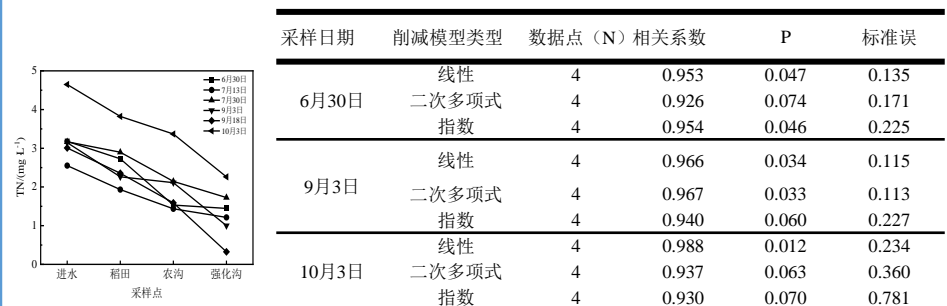 TN/(mg L⁻¹)
5
4
3
2
1
0
6月30日
7月13日
7月30日
9月3日
9月18日
10月3日
进水 稻田 农沟 强化沟
采样点
采样日期 削减模型类型 数据点（N）相关系数 P 标准误
线性 4 0.953 0.047 0.135
6月30日 二次多项式 4 0.926 0.074 0.171
指数 4 0.954 0.046 0.225
线性 4 0.966 0.034 0.115
9月3日 二次多项式 4 0.967 0.033 0.113
指数 4 0.940 0.060 0.227
线性 4 0.988 0.012 0.234
10月3日 二次多项式 4 0.937 0.063 0.360
指数 4 0.930 0.070 0.781